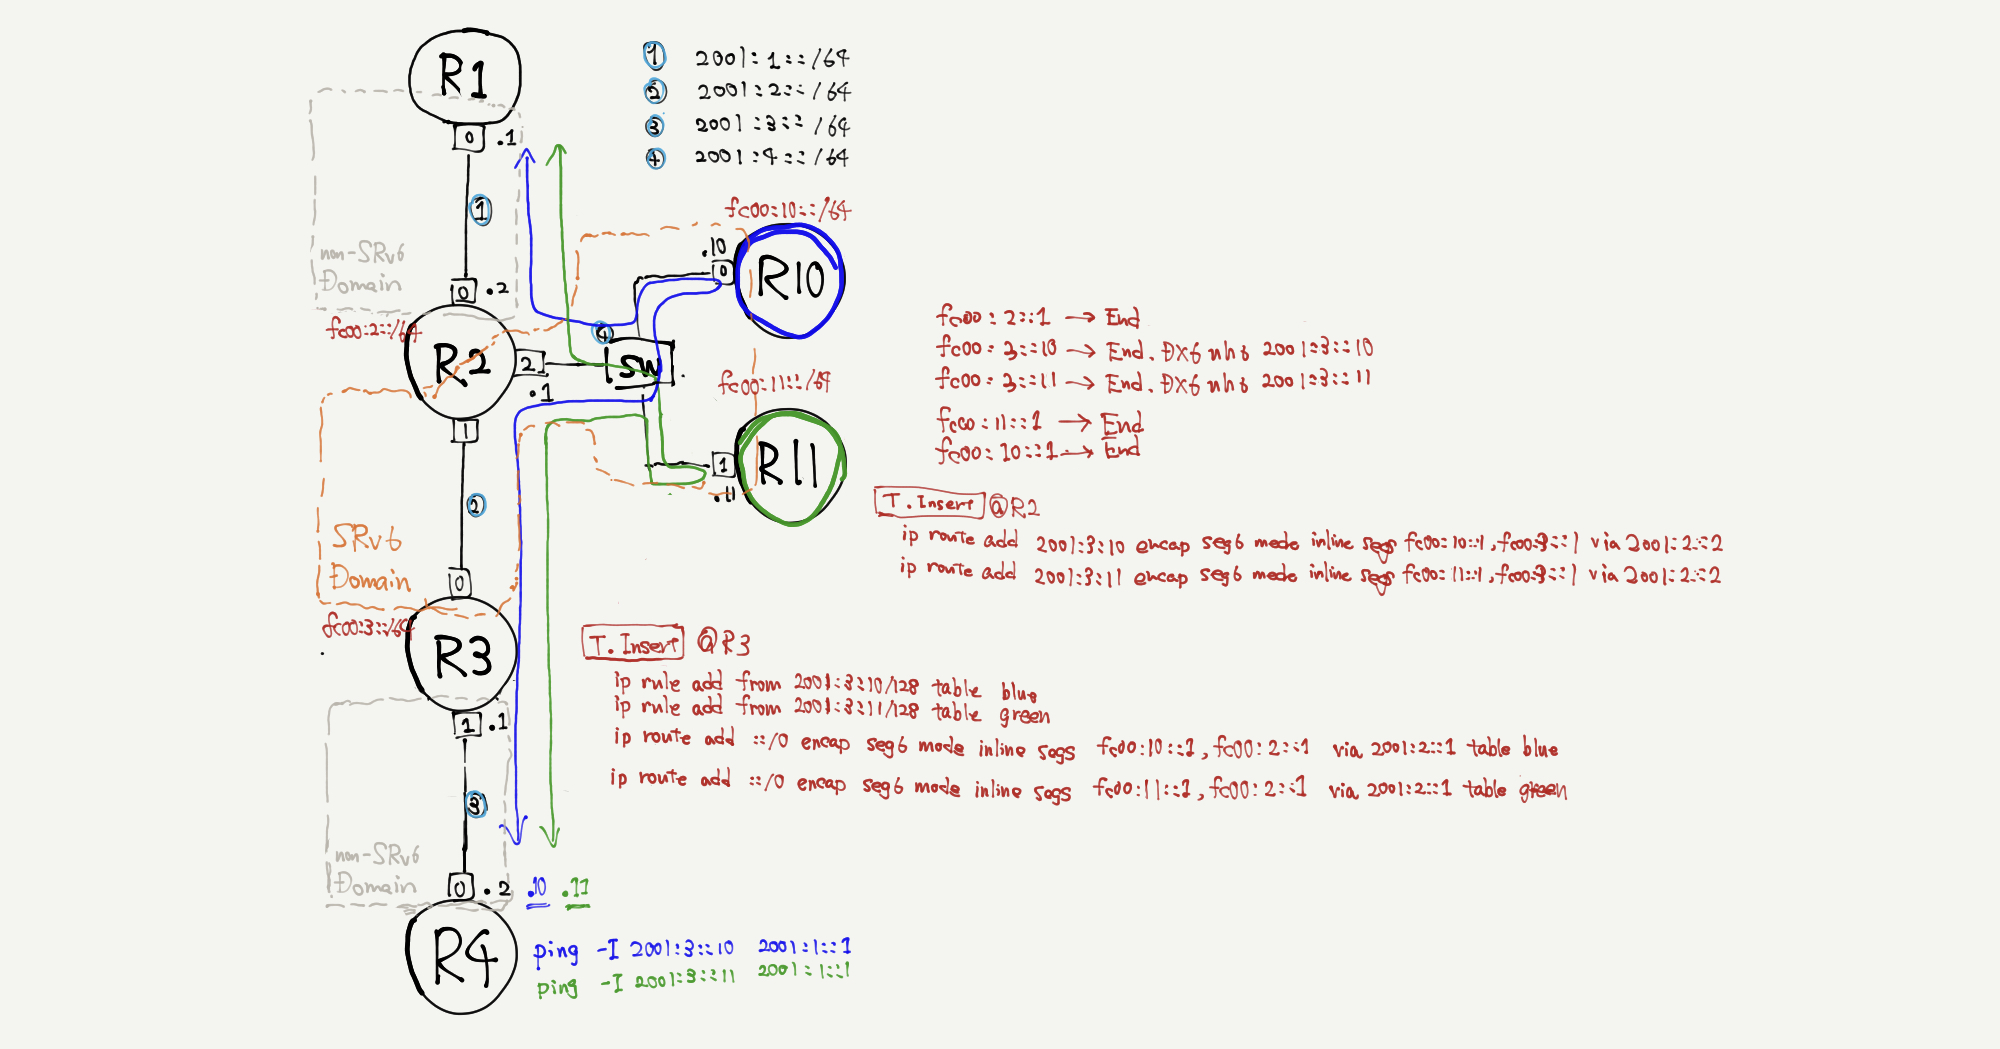 R1
0 .1
① 2001:1::/64
② 2001:2::/64
③ 2001:3::/64
④ 2001:4::/64
①
non-SRv6
Domain
0 .2
fc00:2::/64
R2
2
.1
1
④
SW
fc00:10::/64
.10
0
R10
fc00:11::/64
R11
1
.11
fc00:2::1 → End
fc00:3::10 → End.DX6 nh6 2001:3::10
fc00:3::11 → End.DX6 nh6 2001:3::11
fc00:11::1 → End
fc00:10::1 → End
T.Insert @R2
ip route add 2001:3:10 encap seg6 mode inline segs fc00:10::1,fc00:3::1 via 2001:2::2
ip route add 2001:3:11 encap seg6 mode inline segs fc00:11::1,fc00:3::1 via 2001:2::2
②
SRv6
Domain
0
fc00:3::/64
R3
1 .1
T.Insert @R3
ip rule add from 2001:3::10/128 table blue
ip rule add from 2001:3::11/128 table green
ip route add ::/0 encap seg6 mode inline segs fc00:10::1,fc00:2::1 via 2001:2::1 table blue
ip route add ::/0 encap seg6 mode inline segs fc00:11::1,fc00:2::1 via 2001:2::1 table green
③
non-SRv6
Domain
0 .2 .10 .11
R4
ping -I 2001:3::10 2001:1::1
ping -I 2001:3::11 2001:1::1